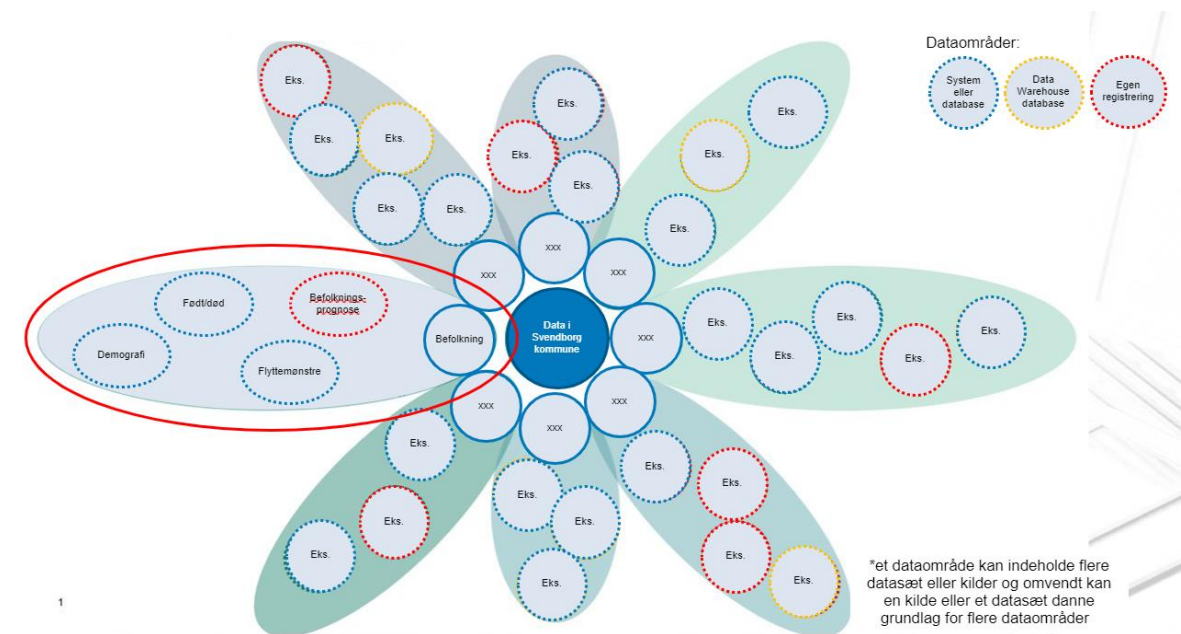 Dataområder:
System
eller
database
Data
Warehouse
database
Egen
registrering
Eks.
Eks.
Eks.
Eks.
Eks.
Eks.
Eks.
Eks.
Eks.
Eks.
Eks.
xxx
xxx
xxx
Født/død
Befolknings-
prognose
Demografi
Flyttemønstre
Befolkning
Data i
Svendborg
kommune
xxx
Eks.
Eks.
Eks.
Eks.
Eks.
xxx
xxx
xxx
Eks.
Eks.
Eks.
Eks.
Eks.
Eks.
Eks.
Eks.
Eks.
Eks.
*et dataområde kan indeholde flere
datasæt eller kilder og omvendt kan
en kilde eller et datasæt danne
grundlag for flere dataområder
1